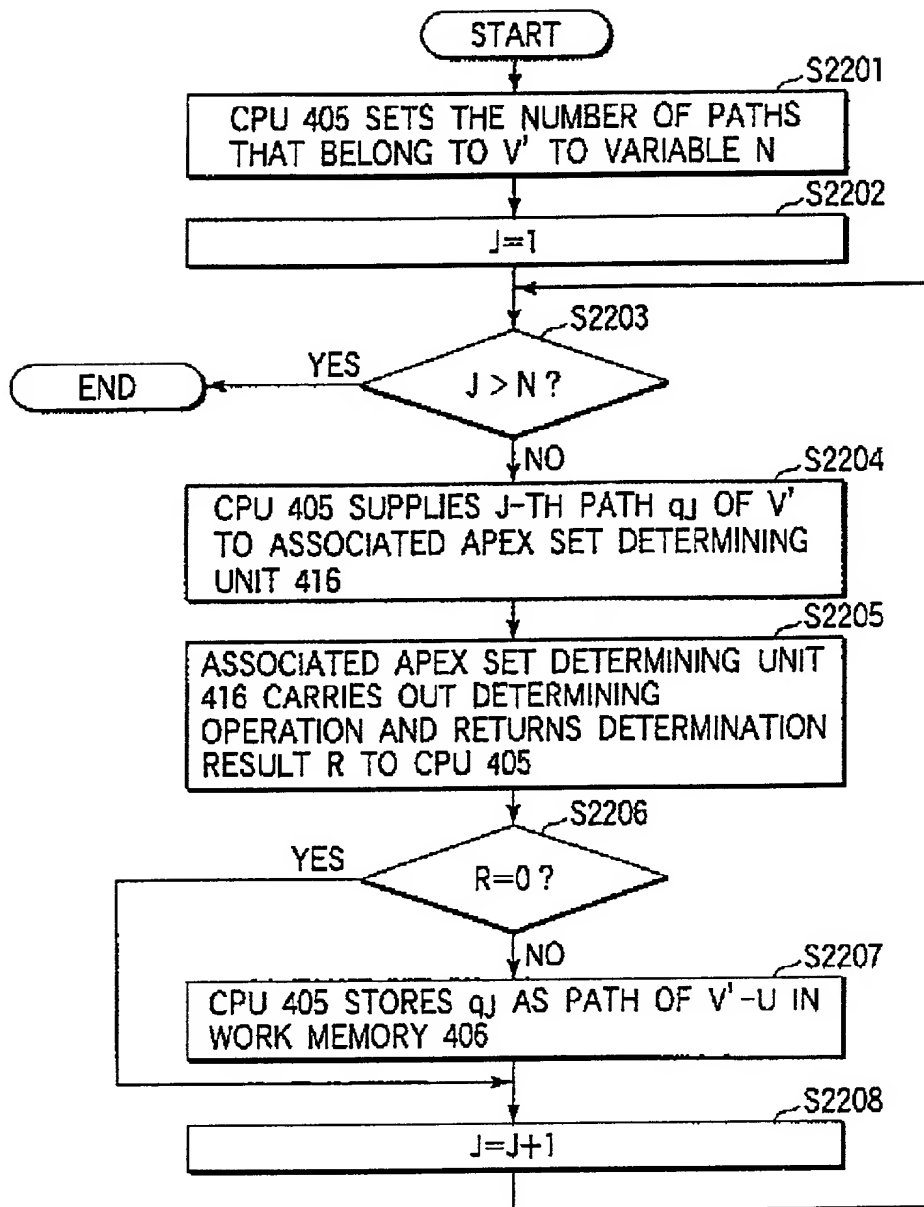 START
S2201
CPU 405 SETS THE NUMBER OF PATHS
THAT BELONG TO V' TO VARIABLE N
S2202
J=1
S2203
YES
J > N ?
END
NO
S2204
CPU 405 SUPPLIES J-TH PATH qJ OF V'
TO ASSOCIATED APEX SET DETERMINING
UNIT 416
S2205
ASSOCIATED APEX SET DETERMINING UNIT
416 CARRIES OUT DETERMINING
OPERATION AND RETURNS DETERMINATION
RESULT R TO CPU 405
S2206
YES
R=0 ?
NO
S2207
CPU 405 STORES qJ AS PATH OF V'-U IN
WORK MEMORY 406
S2208
J=J+1